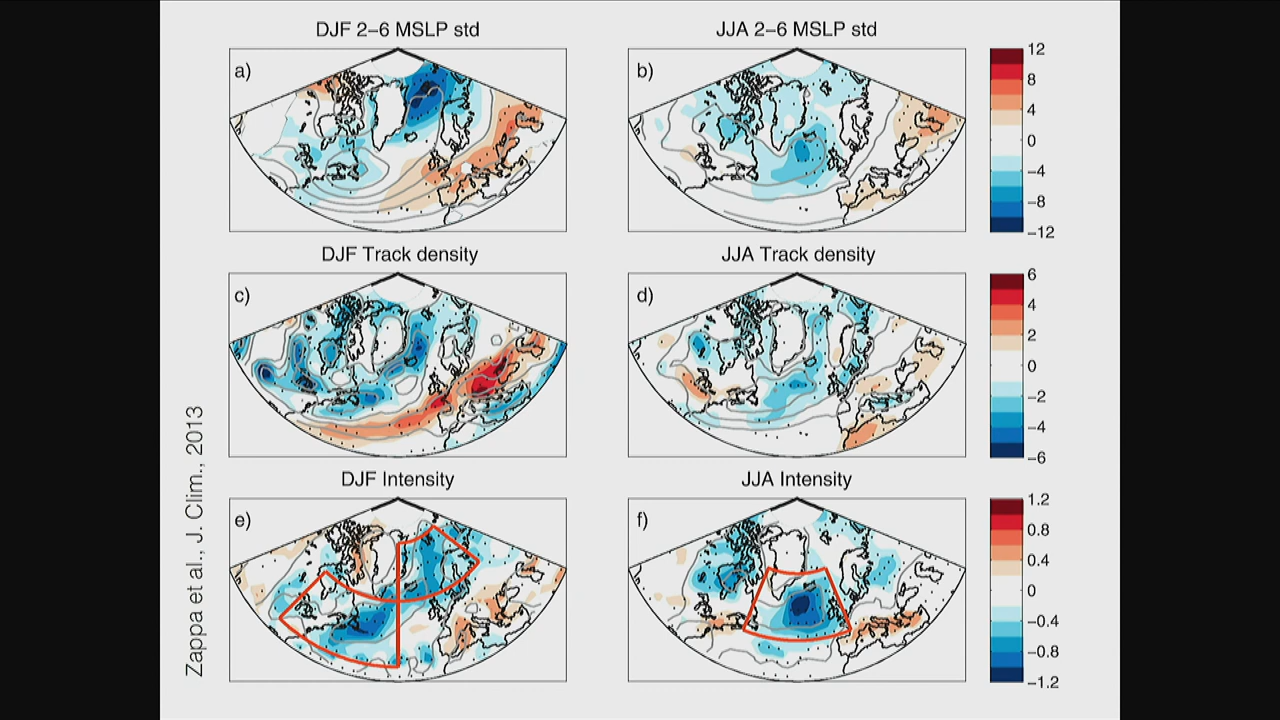 DJF 2–6 MSLP std
JJA 2–6 MSLP std
a)
b)
12
8
4
0
−4
−8
−12
DJF Track density
JJA Track density
c)
d)
6
4
2
0
−2
−4
−6
DJF Intensity
JJA Intensity
e)
f)
1.2
0.8
0.4
0
−0.4
−0.8
−1.2
Zappa et al., J. Clim., 2013